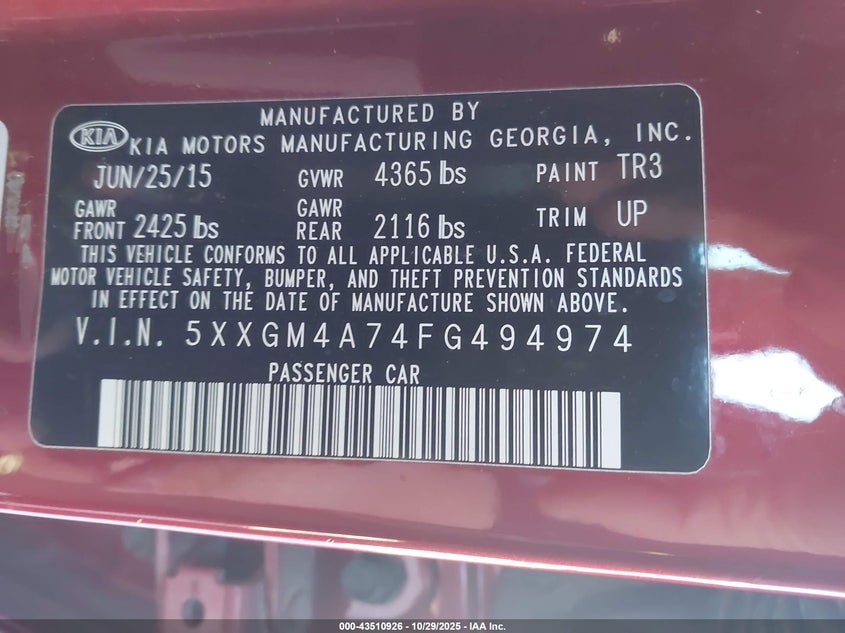 MANUFACTURED BY
KIA KIA MOTORS MANUFACTURING GEORGIA, INC.
JUN/25/15 GVWR 4365 lbs PAINT TR3
GAWR FRONT 2425 lbs GAWR REAR 2116 lbs TRIM UP
THIS VEHICLE CONFORMS TO ALL APPLICABLE U.S.A. FEDERAL
MOTOR VEHICLE SAFETY, BUMPER, AND THEFT PREVENTION STANDARDS
IN EFFECT ON THE DATE OF MANUFACTURE SHOWN ABOVE.
V.I.N. 5XXGM4A74FG494974
PASSENGER CAR
000-43510926 - 10/29/2025 - IAA Inc.